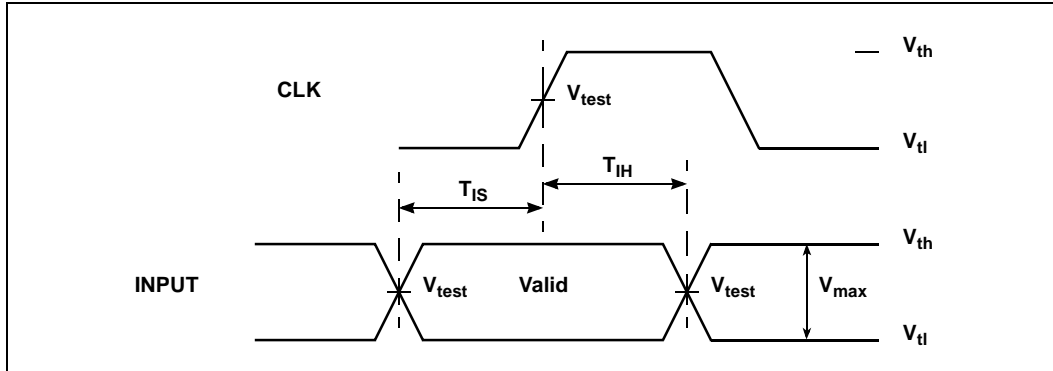 V_th
CLK
V_test
V_tl
T_IH
T_IS
V_th
INPUT
V_test
Valid
V_test
V_max
V_tl